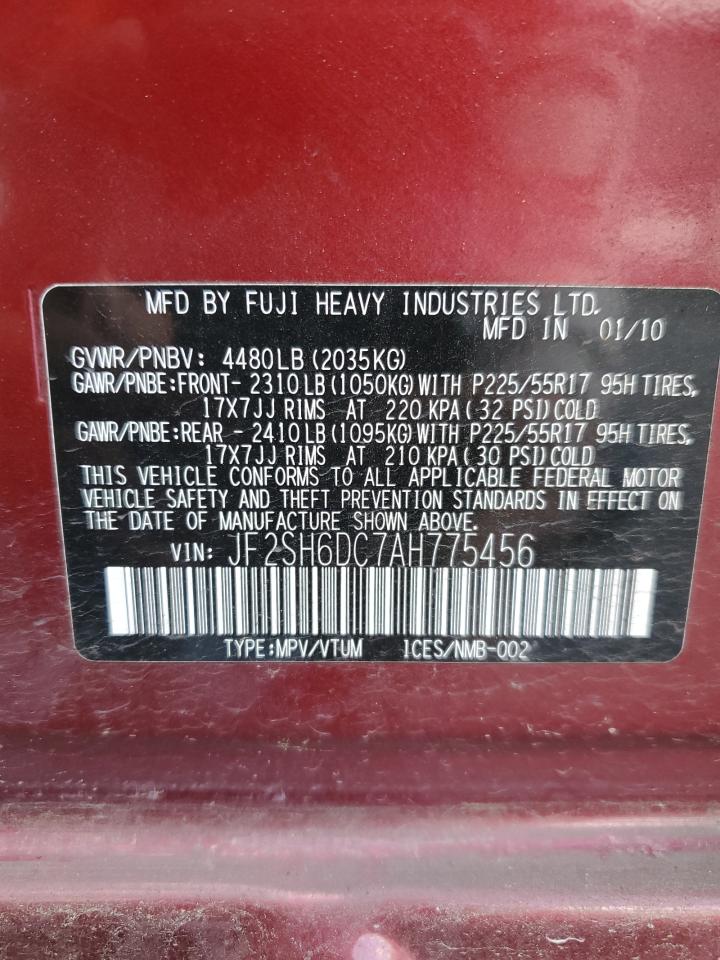 MFD BY FUJI HEAVY INDUSTRIES LTD.
MFD IN 01/10
GVWR/PNBV: 4480LB (2035KG)
GAWR/PNBE:FRONT- 2310 LB (1050KG) WITH P225/55R17 95H TIRES,
17X7JJ RIMS AT 220 KPA (32 PSI) COLD
GAWR/PNBE:REAR - 2410 LB (1095KG) WITH P225/55R17 95H TIRES,
17X7JJ RIMS AT 210 KPA (30 PSI) COLD
THIS VEHICLE CONFORMS TO ALL APPLICABLE FEDERAL MOTOR
VEHICLE SAFETY AND THEFT PREVENTION STANDARDS IN EFFECT ON
THE DATE OF MANUFACTURE SHOWN ABOVE.
VIN: JF2SH6DC7AH775456
TYPE:MPV/VTUM ICES/NMB-002